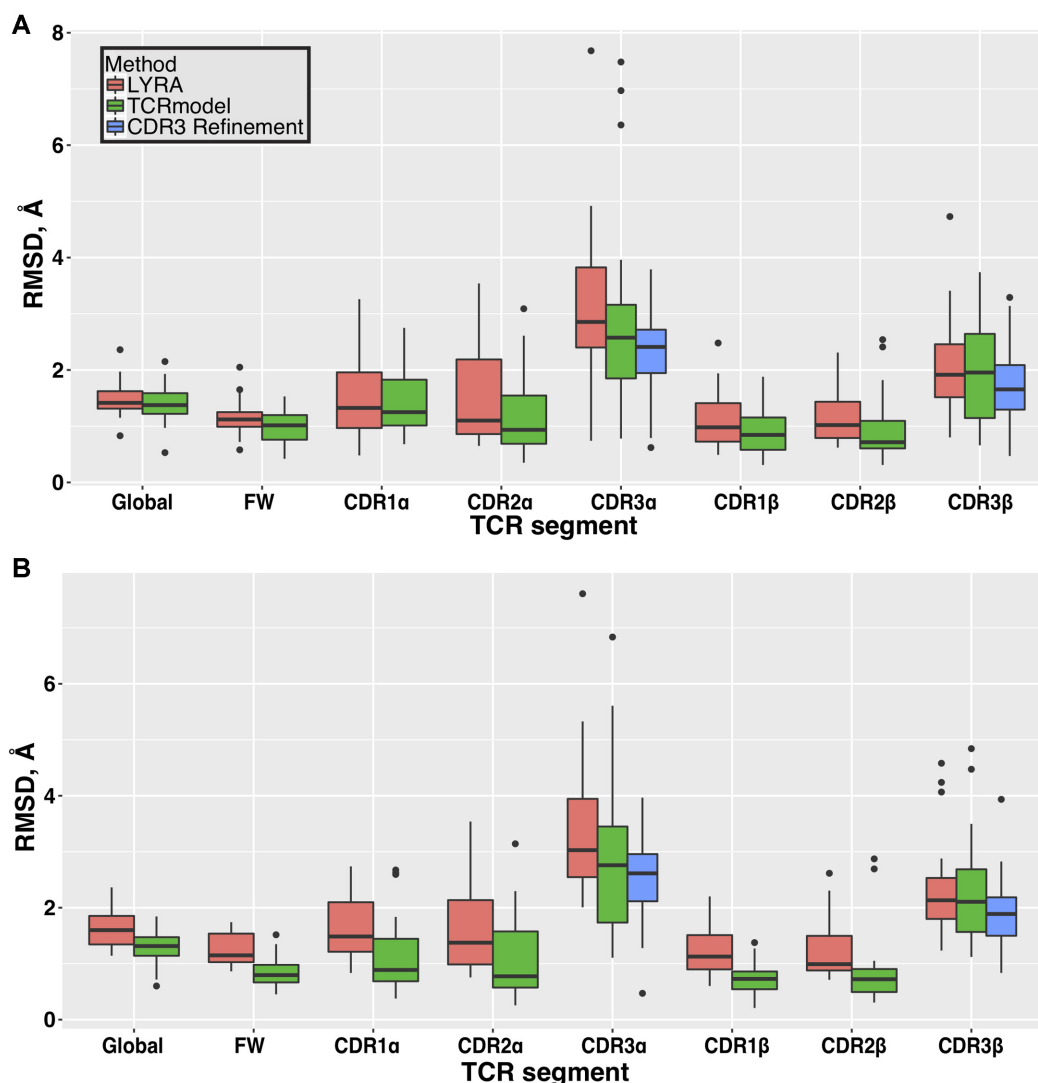 A
8
Method
LYRA
TCRmodel
CDR3 Refinement
6
4
2
0
RMSD, Å
Global FW CDR1α CDR2α CDR3α CDR1β CDR2β CDR3β
TCR segment
B
6
4
2
0
RMSD, Å
Global FW CDR1α CDR2α CDR3α CDR1β CDR2β CDR3β
TCR segment